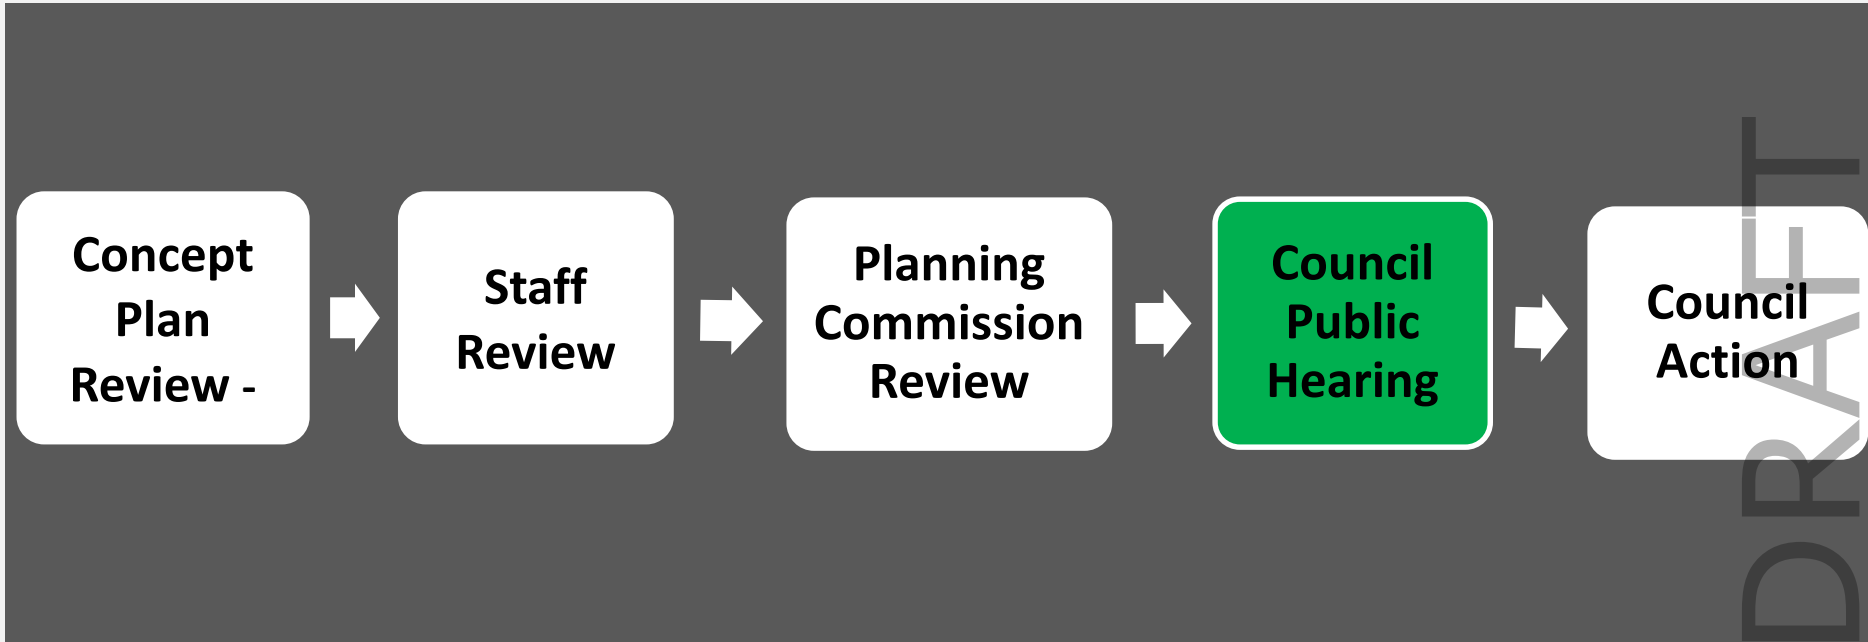 Concept
Plan
Review -
Staff
Review
Planning
Commission
Review
Council
Public
Hearing
Council
Action
DRAFT